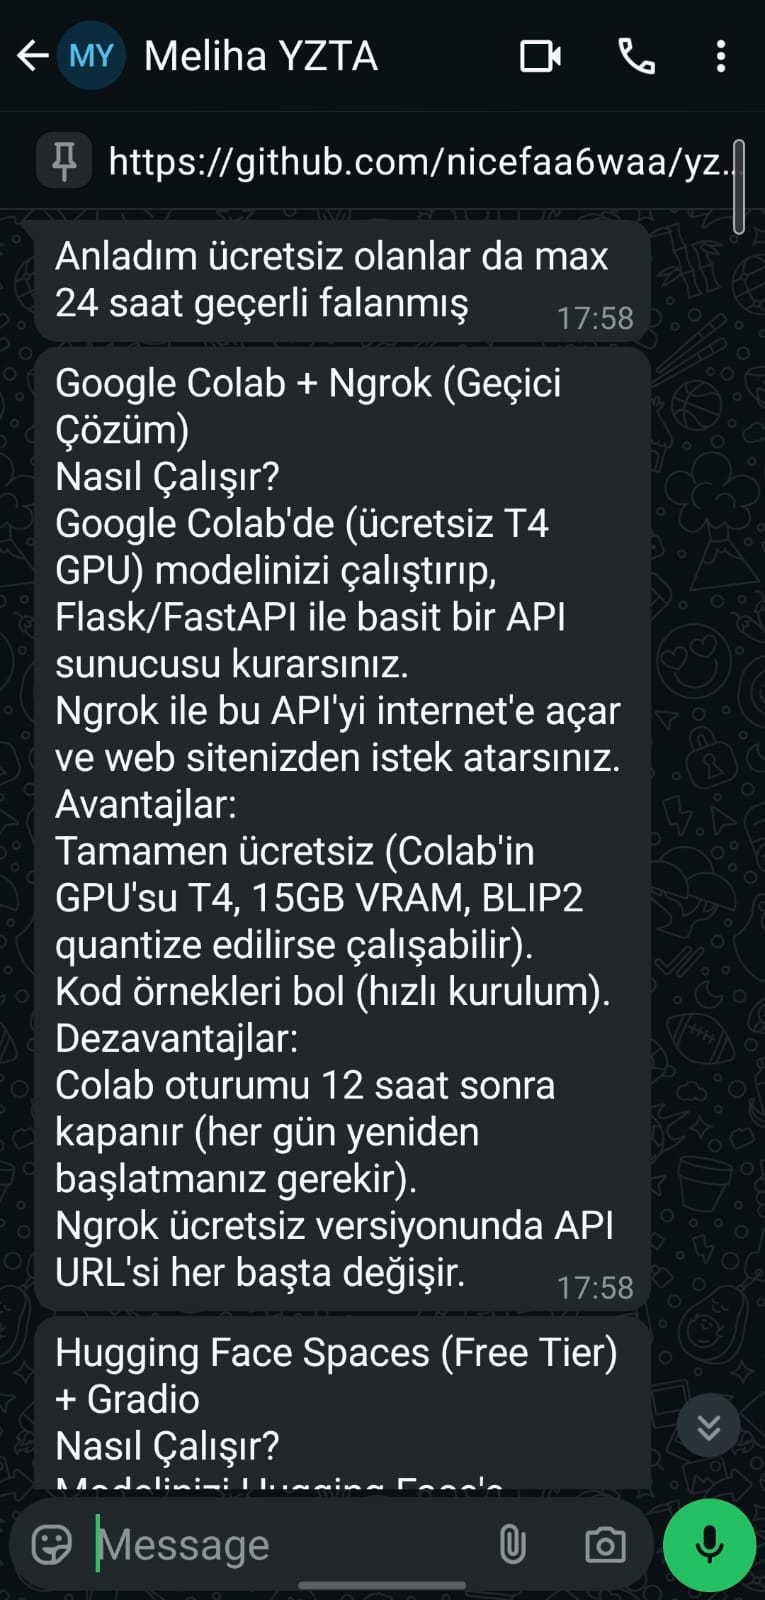 MY Meliha YZTA
https://github.com/nicefaa6waa/yz...
Anladım ücretsiz olanlar da max
24 saat geçerli falanmış
17:58
Google Colab + Ngrok (Geçici
Çözüm)
Nasıl Çalışır?
Google Colab'de (ücretsiz T4
GPU) modelinizi çalıştırıp,
Flask/FastAPI ile basit bir API
sunucusu kurarsınız.
Ngrok ile bu API'yi internet'e açar
ve web sitenizden istek atarsınız.
Avantajlar:
Tamamen ücretsiz (Colab'in
GPU'su T4, 15GB VRAM, BLIP2
quantize edilirse çalışabilir).
Kod örnekleri bol (hızlı kurulum).
Dezavantajlar:
Colab oturumu 12 saat sonra
kapanır (her gün yeniden
başlatmanız gerekir).
Ngrok ücretsiz versiyonunda API
URL'si her başta değişir.
17:58
Hugging Face Spaces (Free Tier)
+ Gradio
Nasıl Çalışır?
Modelinizi Hugging Face'e
Message